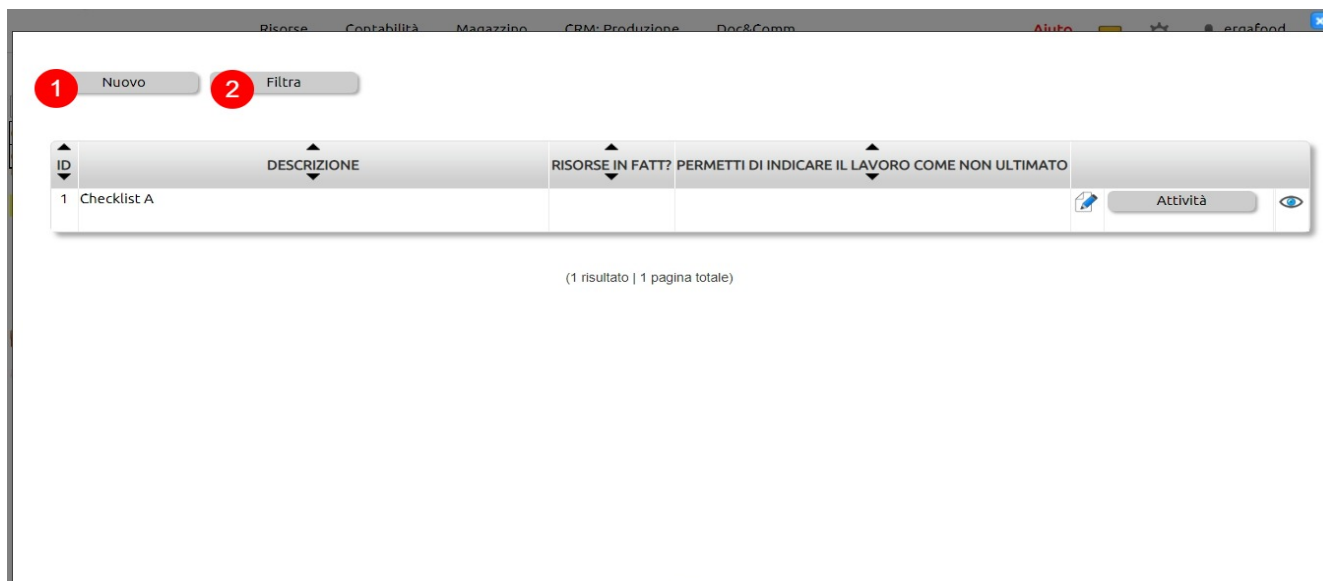 Risorse Contabilità Magazzino CRM: Produzione Doc&Comm Aiuto ergafood
1 Nuovo 2 Filtra
ID DESCRIZIONE RISORSE IN FATT? PERMETTI DI INDICARE IL LAVORO COME NON ULTIMATO
1 Checklist A Attività
(1 risultato | 1 pagina totale)